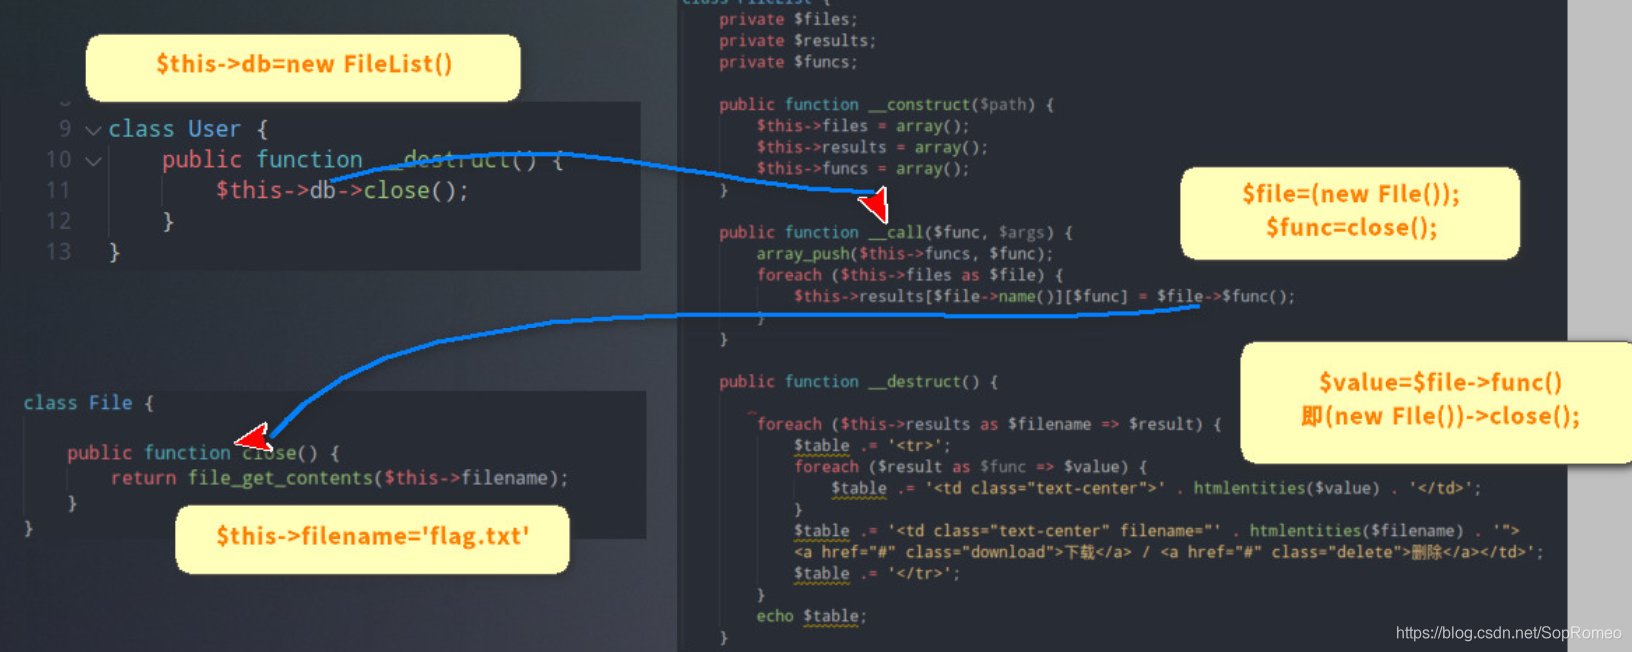 $this->db=new FileList()
9 class User {
10 public function __destruct() {
11 $this->db->close();
12 }
13 }
class File {
public function close() {
return file_get_contents($this->filename);
}
}
$this->filename='flag.txt'
class FileList {
private $files;
private $results;
private $funcs;
public function __construct($path) {
$this->files = array();
$this->results = array();
$this->funcs = array();
}
public function __call($func, $args) {
array_push($this->funcs, $func);
foreach ($this->files as $file) {
$this->results[$file->name()][$func] = $file->$func();
}
}
public function __destruct() {
foreach ($this->results as $filename => $result) {
$table .= '<tr>';
foreach ($result as $func => $value) {
$table .= '<td class="text-center">' . htmlentities($value) . '</td>';
}
$table .= '<td class="text-center" filename="' . htmlentities($filename) . '">
<a href="#" class="download">下载</a> / <a href="#" class="delete">删除</a></td>';
$table .= '</tr>';
}
echo $table;
}
$file=(new FIle());
$func=close();
$value=$file->func()
即(new FIle())->close();
https://blog.csdn.net/SopRomeo